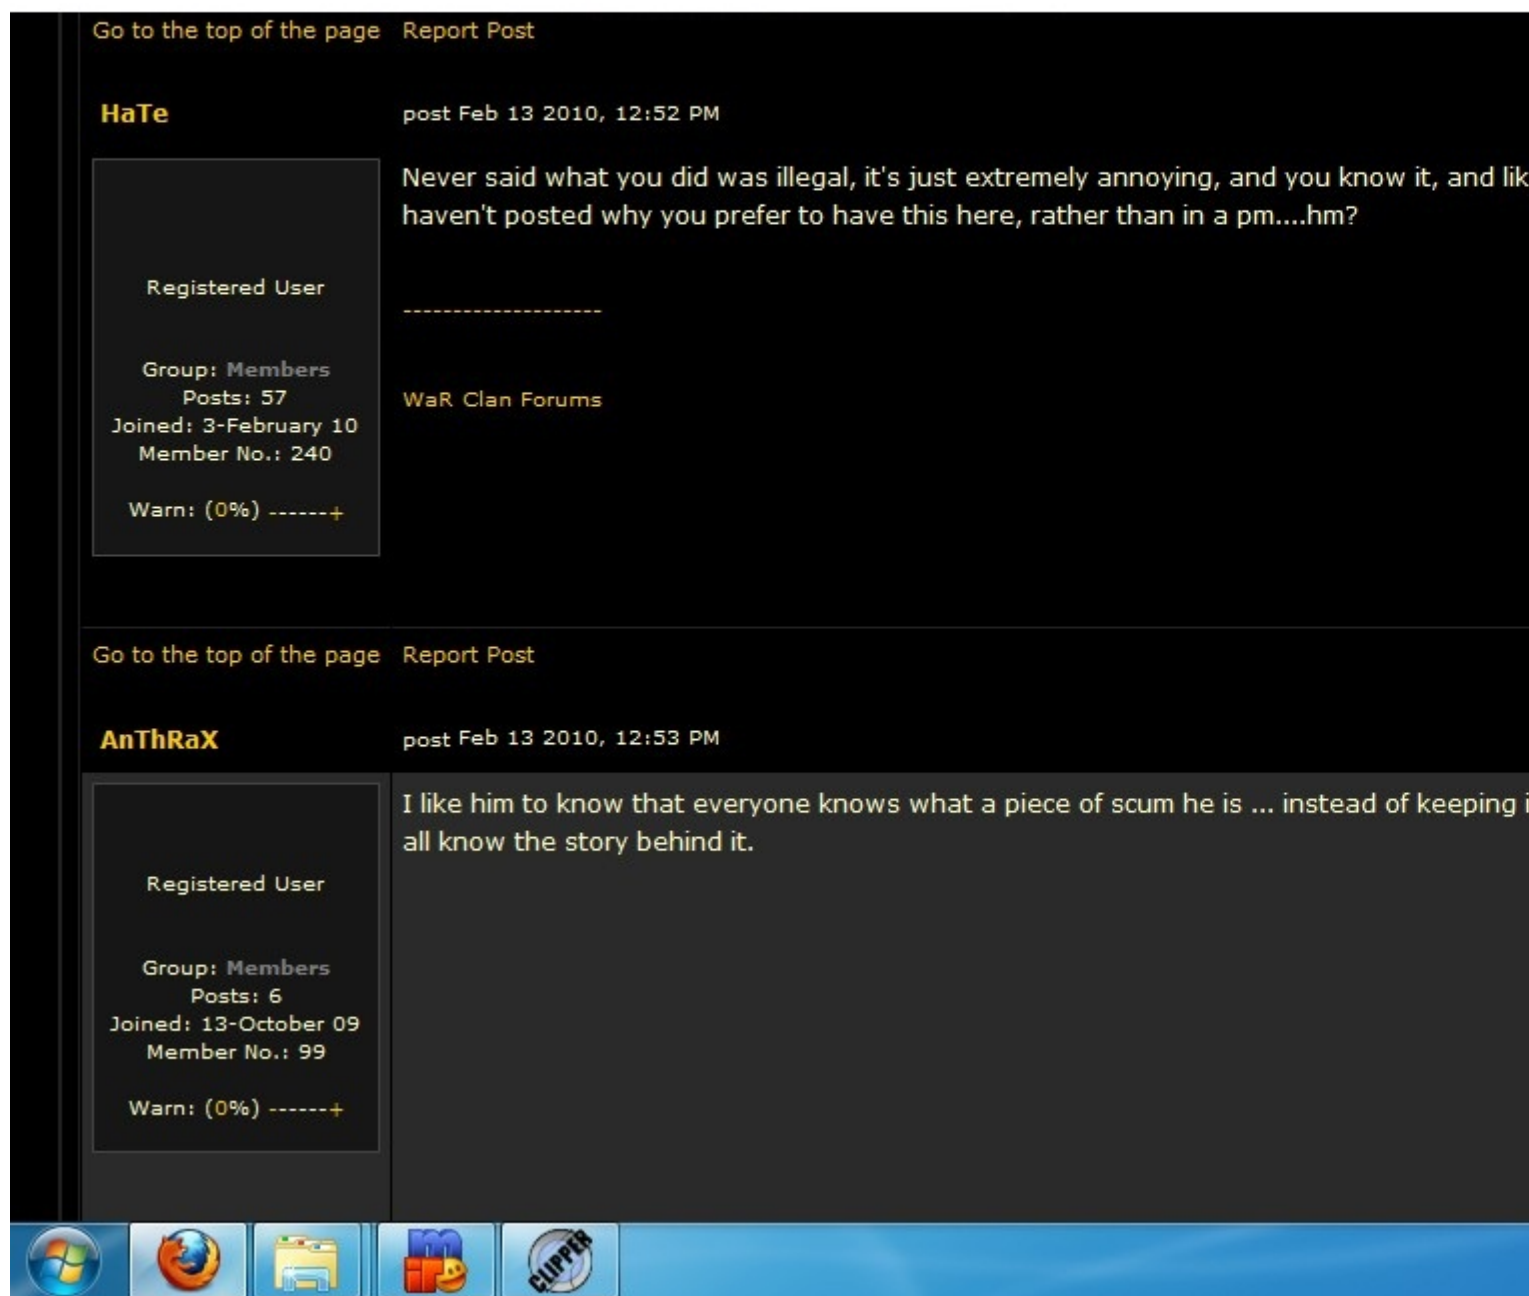 Go to the top of the page Report Post
HaTe post Feb 13 2010, 12:52 PM
Never said what you did was illegal, it's just extremely annoying, and you know it, and lik
haven't posted why you prefer to have this here, rather than in a pm....hm?
Registered User
--------------------
Group: Members
Posts: 57
WaR Clan Forums
Joined: 3-February 10
Member No.: 240
Warn: (0%) ------+
Go to the top of the page Report Post
AnThRaX post Feb 13 2010, 12:53 PM
I like him to know that everyone knows what a piece of scum he is ... instead of keeping i
all know the story behind it.
Registered User
Group: Members
Posts: 6
Joined: 13-October 09
Member No.: 99
Warn: (0%) ------+
CLIPPER